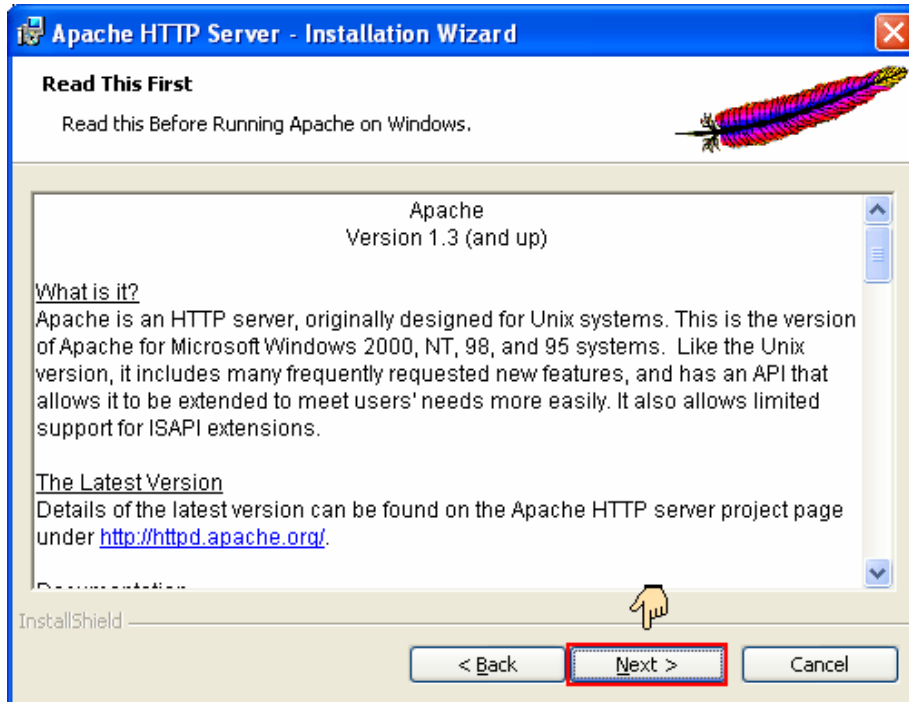 Apache HTTP Server - Installation Wizard
Read This First
Read this Before Running Apache on Windows.
Apache
Version 1.3 (and up)
What is it?
Apache is an HTTP server, originally designed for Unix systems. This is the version
of Apache for Microsoft Windows 2000, NT, 98, and 95 systems.  Like the Unix
version, it includes many frequently requested new features, and has an API that
allows it to be extended to meet users' needs more easily. It also allows limited
support for ISAPI extensions.
The Latest Version
Details of the latest version can be found on the Apache HTTP server project page
under http://httpd.apache.org/.
Documentation
InstallShield
< Back
Next >
Cancel